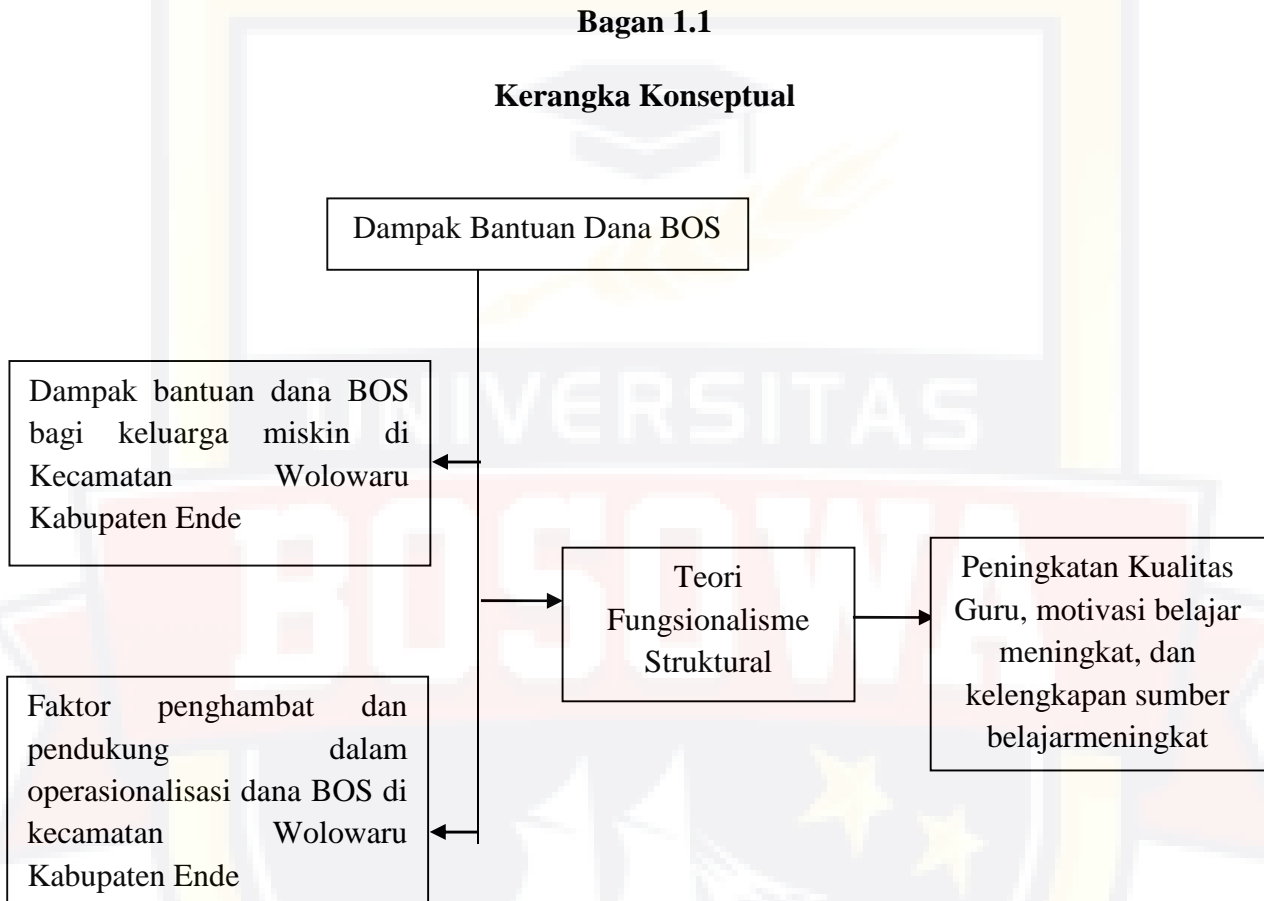 Bagan 1.1
Kerangka Konseptual
Dampak Bantuan Dana BOS
UNIVERSITAS
BOSOWA
Dampak bantuan dana BOS
bagi keluarga miskin di
Kecamatan Wolowaru
Kabupaten Ende
Teori
Fungsionalisme
Struktural
Peningkatan Kualitas
Guru, motivasi belajar
meningkat, dan
kelengkapan sumber
belajarmeningkat
Faktor penghambat dan
pendukung dalam
operasionalisasi dana BOS di
kecamatan Wolowaru
Kabupaten Ende